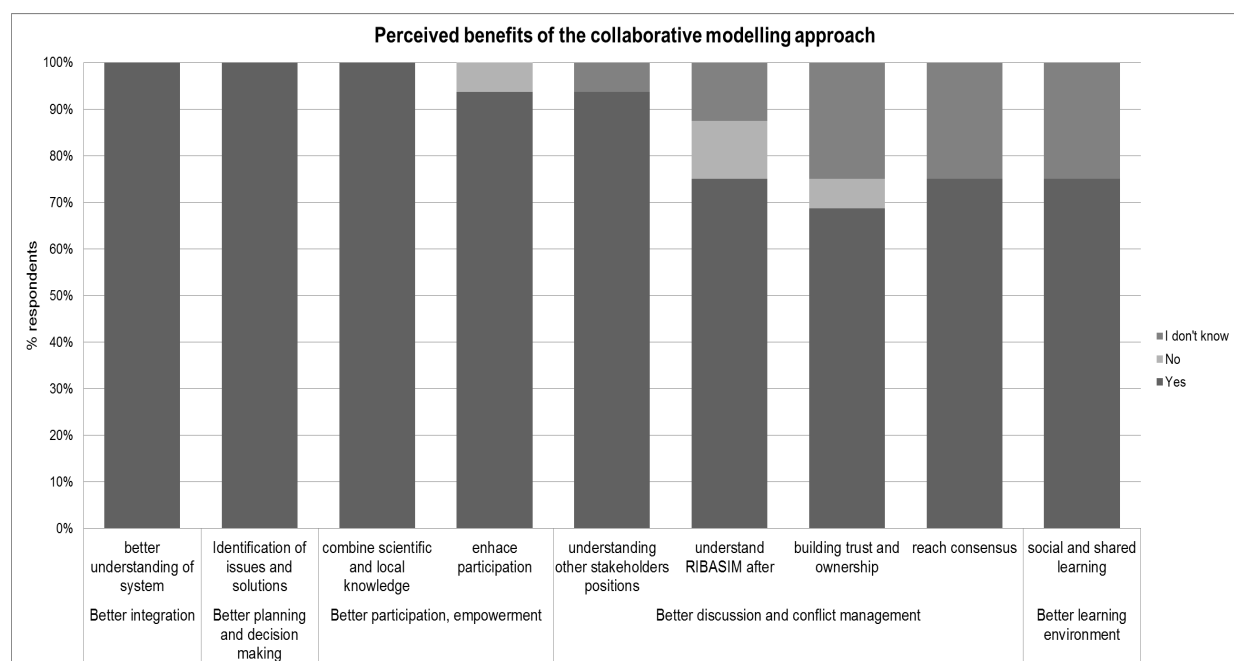 Perceived benefits of the collaborative modelling approach
100%
90%
80%
70%
60%
50%
40%
30%
20%
10%
0%
% respondents
I don't know
No
Yes
better
understanding of
system
Identification of
issues and
solutions
combine scientific
and local
knowledge
enhace
participation
understanding
other stakeholders
positions
understand
RIBASIM after
building trust and
ownership
reach consensus
social and shared
learning
Better integration
Better planning
and decision
making
Better participation, empowerment
Better discussion and conflict management
Better learning
environment